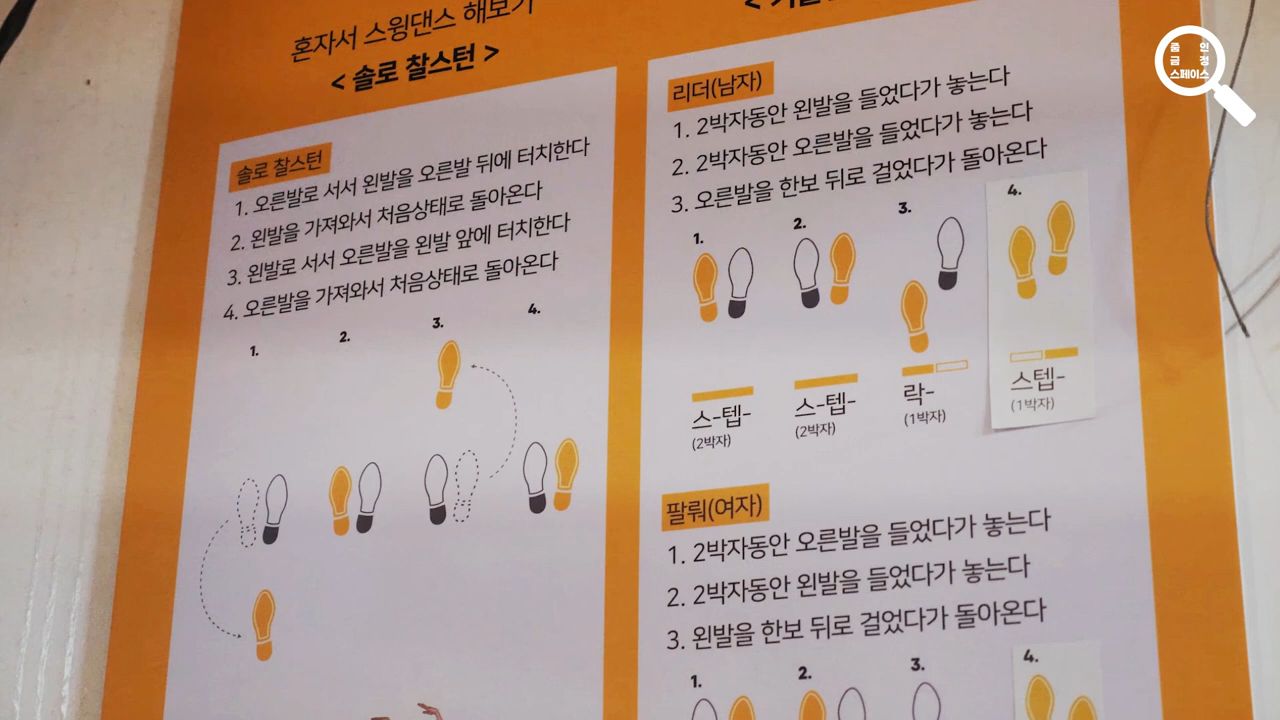 혼자서 스윙댄스 해보기
< 솔로 찰스턴 >
솔로 찰스턴
1. 오른발로 서서 왼발을 오른발 뒤에 터치한다
2. 왼발을 가져와서 처음상태로 돌아온다
3. 왼발로 서서 오른발을 왼발 앞에 터치한다
4. 오른발을 가져와서 처음상태로 돌아온다
1.
2.
3.
4.
리더(남자)
1. 2박자동안 왼발을 들었다가 놓는다
2. 2박자동안 오른발을 들었다가 놓는다
3. 오른발을 한보 뒤로 걸었다가 돌아온다
1.
2.
3.
4.
스-텝-
(2박자)
스-텝-
(2박자)
락-
(1박자)
스텝-
(1박자)
팔뤄(여자)
1. 2박자동안 오른발을 들었다가 놓는다
2. 2박자동안 왼발을 들었다가 놓는다
3. 왼발을 한보 뒤로 걸었다가 돌아온다
1.
2.
3.
4.
줌 인
금 정
스페이스